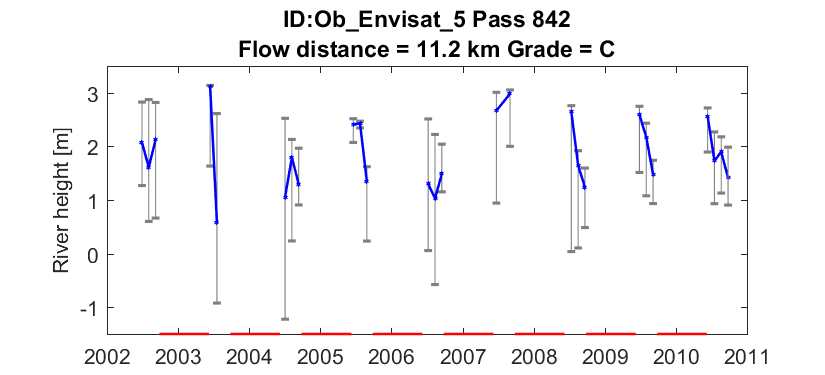 ID:Ob_Envisat_5 Pass 842
Flow distance = 11.2 km Grade = C
River height [m]
3
2
1
0
-1
2002 2003 2004 2005 2006 2007 2008 2009 2010 2011